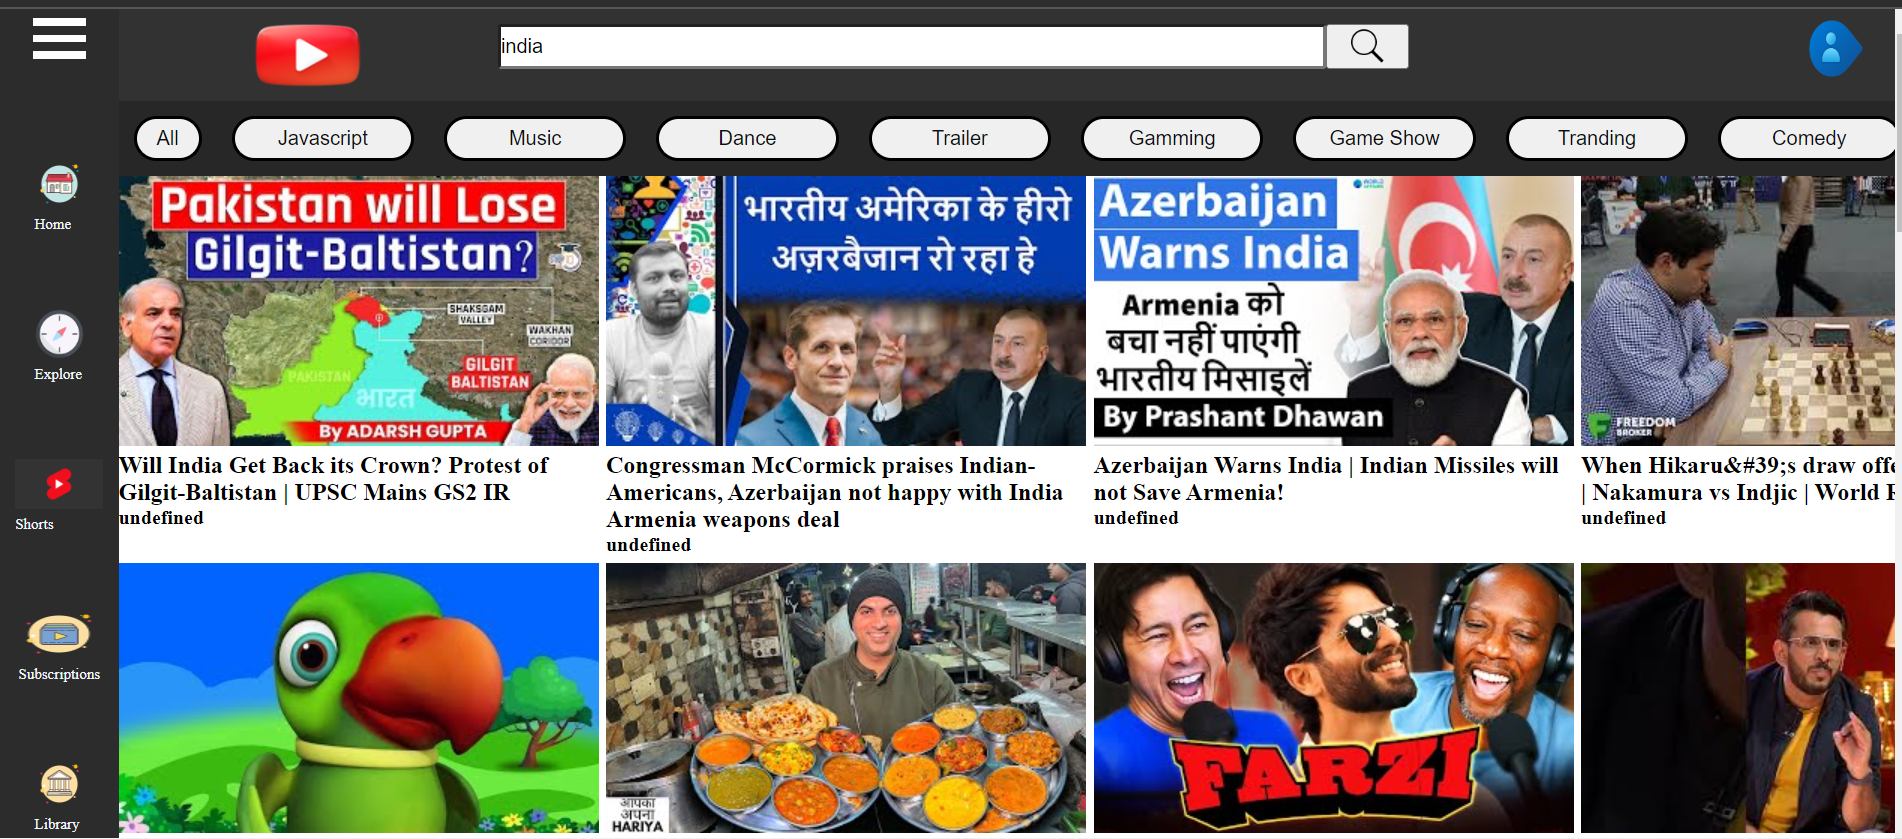 india
All
Javascript
Music
Dance
Trailer
Gamming
Game Show
Tranding
Comedy
Home
Explore
Shorts
Subscriptions
Library
Pakistan will Lose
Gilgit-Baltistan?
SHAKSGAM
VALLEY
WAKHAN
CORIDOR
GILGIT
BALTISTAN
PAKISTAN
भारत
By ADARSH GUPTA
Will India Get Back its Crown? Protest of
Gilgit-Baltistan | UPSC Mains GS2 IR
undefined
भारतीय अमेरिका के हीरो
अज़रबैजान रो रहा हे
Congressman McCormick praises Indian-
Americans, Azerbaijan not happy with India
Armenia weapons deal
undefined
Azerbaijan
Warns India
Armenia को
बचा नहीं पाएंगी
भारतीय मिसाइलें
By Prashant Dhawan
Azerbaijan Warns India | Indian Missiles will
not Save Armenia!
undefined
FREEDOM
BROKER
When Hikaru&#39;s draw offe
| Nakamura vs Indjic | World
undefined
आपका
अपना
HARIYA
FARZI